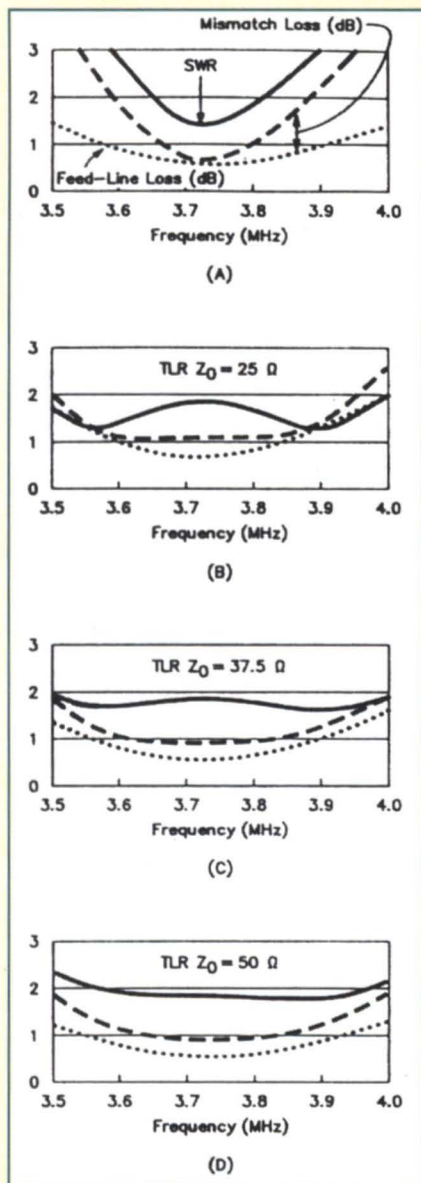 Mismatch Loss (dB)
3
SWR
2
1
Feed-Line Loss (dB)
0
3.5 3.6 3.7 3.8 3.9 4.0
Frequency (MHz)
(A)
3
TLR Z₀ = 25 Ω
2
1
0
3.5 3.6 3.7 3.8 3.9 4.0
Frequency (MHz)
(B)
3
TLR Z₀ = 37.5 Ω
2
1
0
3.5 3.6 3.7 3.8 3.9 4.0
Frequency (MHz)
(C)
3
TLR Z₀ = 50 Ω
2
1
0
3.5 3.6 3.7 3.8 3.9 4.0
Frequency (MHz)
(D)